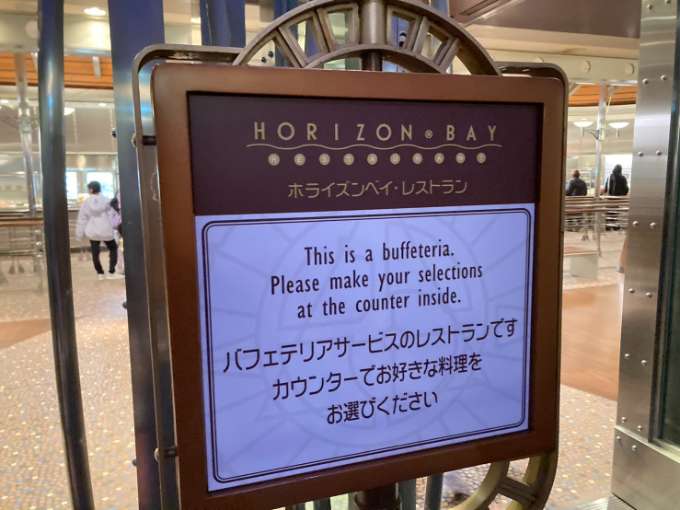 HORIZON BAY
RESTAURANT
ホライズンベイ・レストラン
This is a buffeteria.
Please make your selections
at the counter inside.
バフェテリアサービスのレストランです
カウンターでお好きな料理を
お選びください